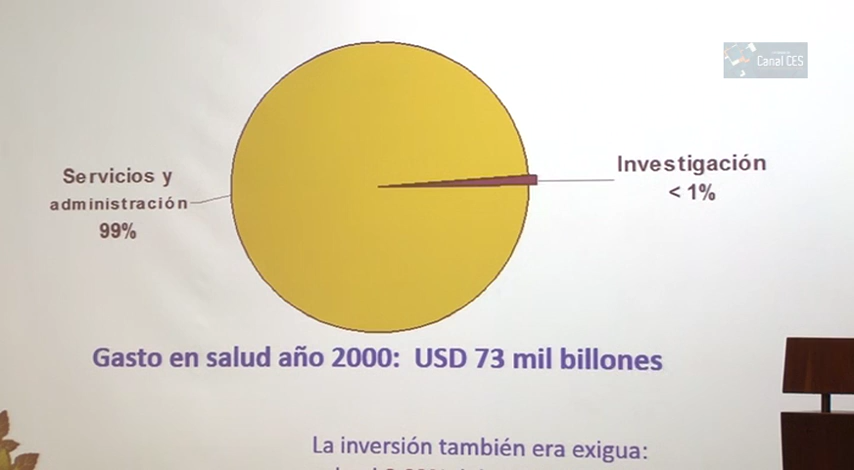 Canal CES
Servicios y
administración
99%
Investigación
< 1%
Gasto en salud año 2000: USD 73 mil billones
La inversión también era exigua: